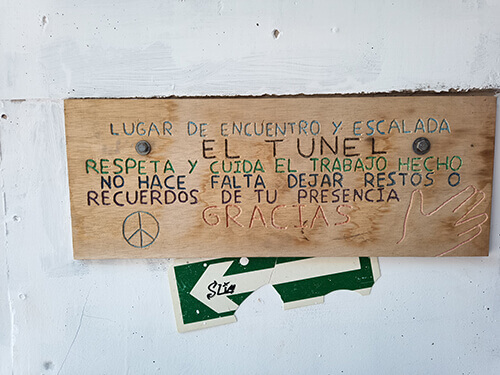 LUGAR DE ENCUENTRO Y ESCALADA
EL TUNEL
RESPETA Y CUIDA EL TRABAJO HECHO
NO HACE FALTA DEJAR RESTOS O
RECUERDOS DE TU PRESENCIA
GRACIAS